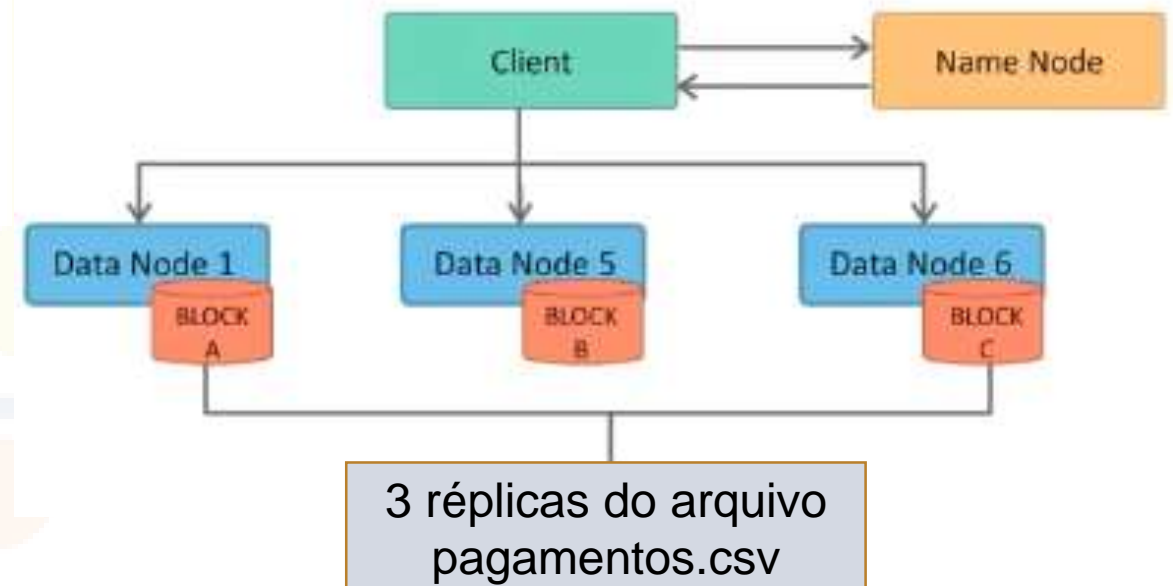 Client
Name Node
Data Node 1
Data Node 5
Data Node 6
BLOCK
A
BLOCK
B
BLOCK
C
3 réplicas do arquivo
pagamentos.csv